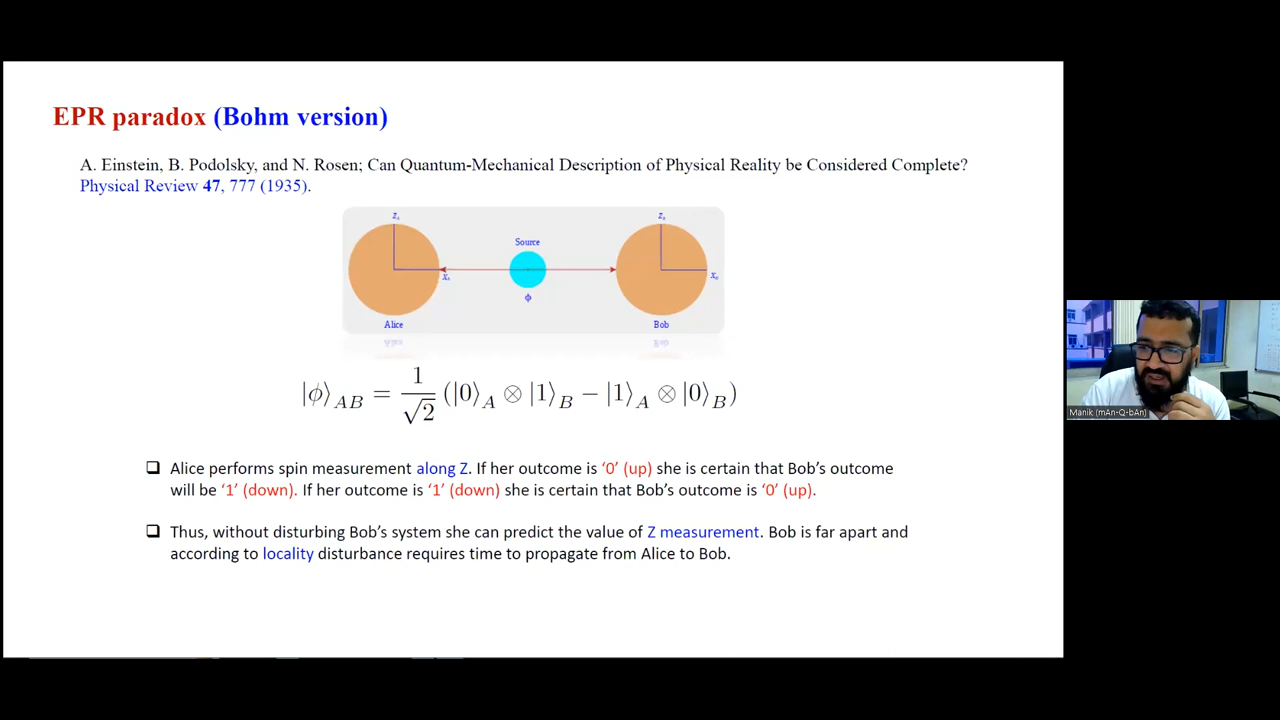 EPR paradox (Bohm version)
A. Einstein, B. Podolsky, and N. Rosen; Can Quantum-Mechanical Description of Physical Reality be Considered Complete?
Physical Review 47, 777 (1935).
Source
ϕ
Alice
Bob
|ϕ⟩_AB = 1/√2 (|0⟩_A ⊗ |1⟩_B − |1⟩_A ⊗ |0⟩_B)
❑ Alice performs spin measurement along Z. If her outcome is ‘0’ (up) she is certain that Bob’s outcome
will be ‘1’ (down). If her outcome is ‘1’ (down) she is certain that Bob’s outcome is ‘0’ (up).
❑ Thus, without disturbing Bob’s system she can predict the value of Z measurement. Bob is far apart and
according to locality disturbance requires time to propagate from Alice to Bob.
Manik (mAn-Q-bAn)